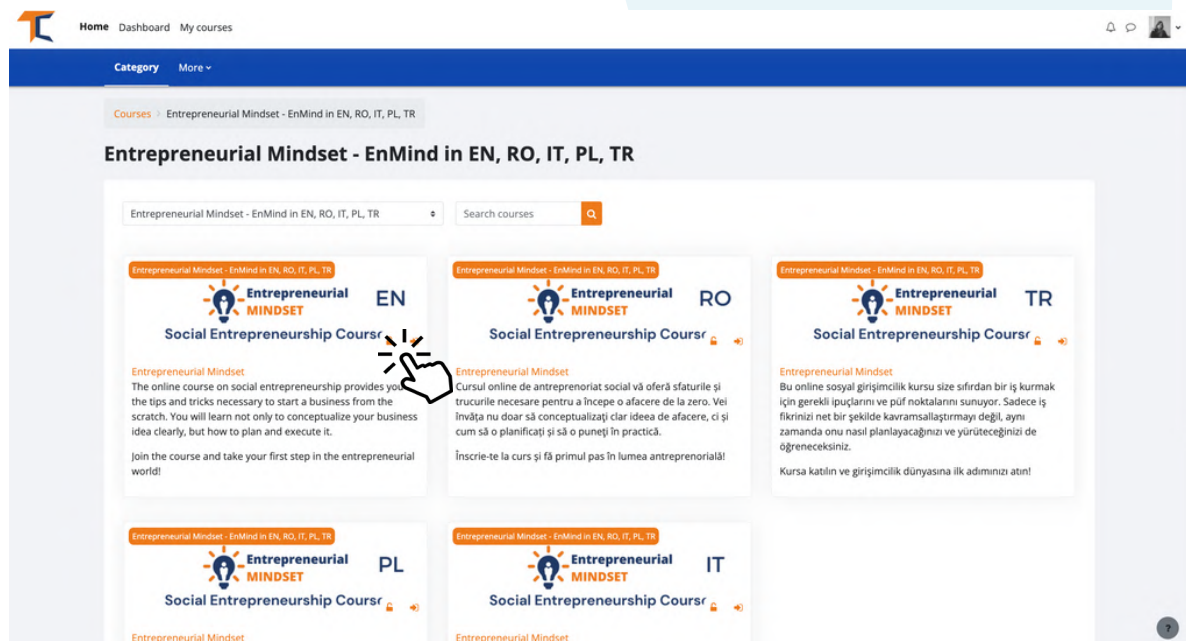 Home Dashboard My courses
Category More
Courses Entrepreneurial Mindset - EnMind in EN, RO, IT, PL, TR
Entrepreneurial Mindset - EnMind in EN, RO, IT, PL, TR
Entrepreneurial Mindset - EnMind in EN, RO, IT, PL, TR
Search courses
Entrepreneurial Mindset - EnMind in EN, RO, IT, PL, TR
Entrepreneurial
MINDSET
EN
Social Entrepreneurship Course
Entrepreneurial Mindset
The online course on social entrepreneurship provides you
the tips and tricks necessary to start a business from the
scratch. You will learn not only to conceptualize your business
idea clearly, but how to plan and execute it.
Join the course and take your first step in the entrepreneurial
world!
Entrepreneurial Mindset - EnMind in EN, RO, IT, PL, TR
Entrepreneurial
MINDSET
RO
Social Entrepreneurship Course
Entrepreneurial Mindset
Cursul online de antreprenoriat social vă oferă sfaturile și
trucurile necesare pentru a începe o afacere de la zero. Vei
învăța nu doar să conceptualizați clar ideea de afacere, ci și
cum să o planificați și să o puneți în practică.
Înscrie-te la curs și fă primul pas în lumea antreprenorială!
Entrepreneurial Mindset - EnMind in EN, RO, IT, PL, TR
Entrepreneurial
MINDSET
TR
Social Entrepreneurship Course
Entrepreneurial Mindset
Bu online sosyal girişimcilik kursu size sıfırdan bir iş kurmak
için gerekli ipuçlarını ve püf noktalarını sunuyor. Sadece iş
fikrinizi net bir şekilde kavramsallaştırmayı değil, aynı
zamanda onu nasıl planlayacağınızı ve yürüteceğinizi de
öğreneceksiniz.
Kursa katılın ve girişimcilik dünyasına ilk adımınızı atın!
Entrepreneurial Mindset - EnMind in EN, RO, IT, PL, TR
Entrepreneurial
MINDSET
PL
Social Entrepreneurship Course
Entrepreneurial Mindset
Entrepreneurial Mindset - EnMind in EN, RO, IT, PL, TR
Entrepreneurial
MINDSET
IT
Social Entrepreneurship Course
Entrepreneurial Mindset
?